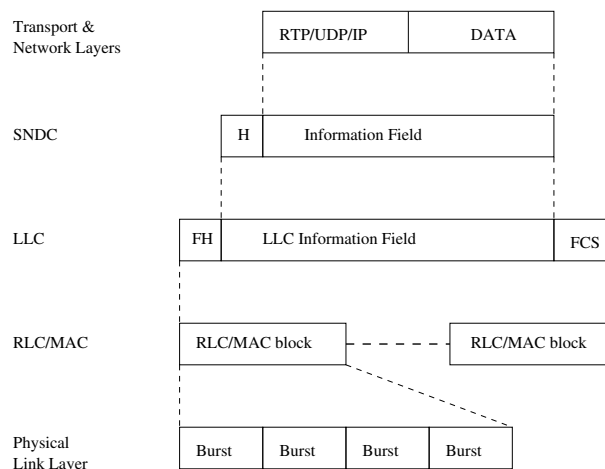 Transport &
Network Layers
RTP/UDP/IP
DATA
SNDC
H
Information Field
LLC
FH
LLC Information Field
FCS
RLC/MAC
RLC/MAC block
RLC/MAC block
Physical
Link Layer
Burst
Burst
Burst
Burst